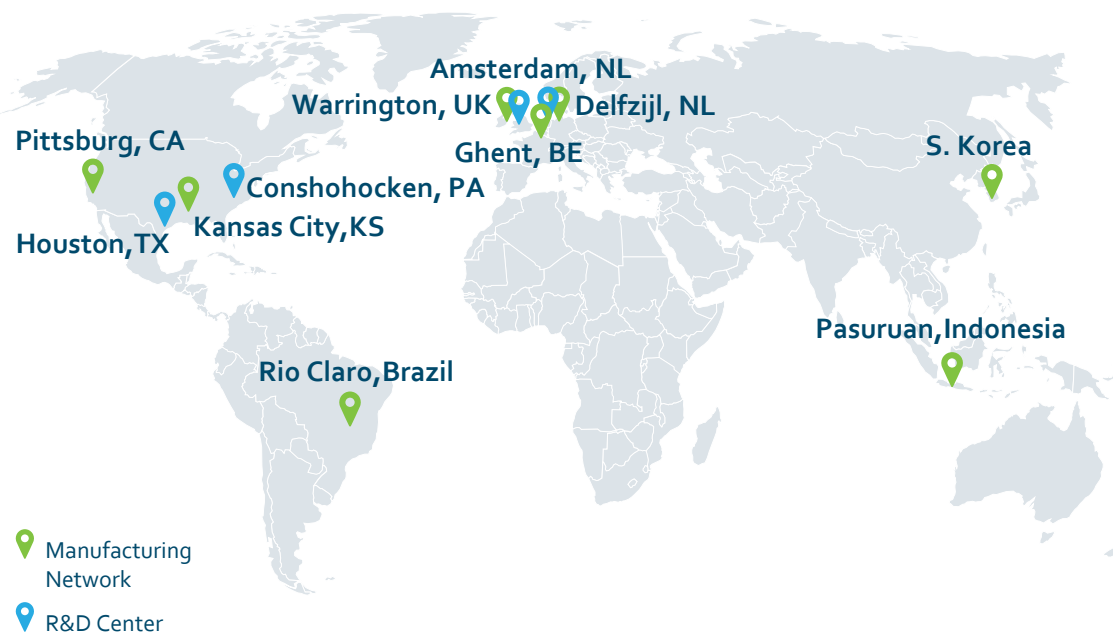 Amsterdam, NL
Warrington, UK
Delfzijl, NL
Pittsburg, CA
Ghent, BE
S. Korea
Conshohocken, PA
Kansas City,KS
Houston,TX
Pasuruan,Indonesia
Rio Claro,Brazil
Manufacturing
Network
R&D Center